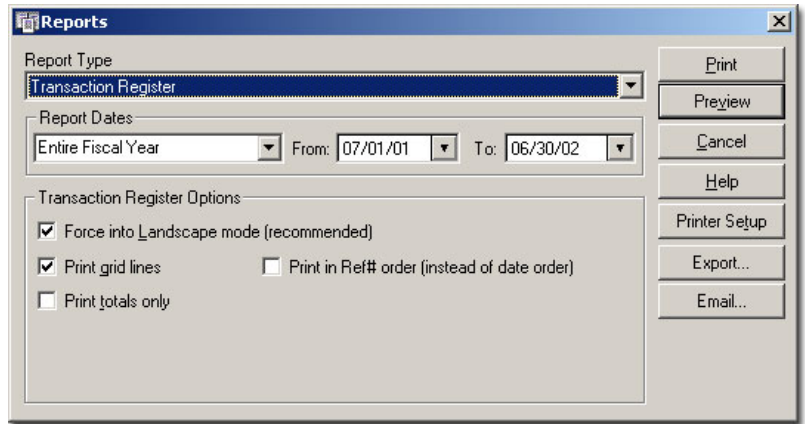 Reports
Report Type
Transaction Register
Report Dates
Entire Fiscal Year From: 07/01/01 To: 06/30/02
Transaction Register Options
Force into Landscape mode (recommended)
Print grid lines Print in Ref# order (instead of date order)
Print totals only
Print
Preview
Cancel
Help
Printer Setup
Export...
Email...